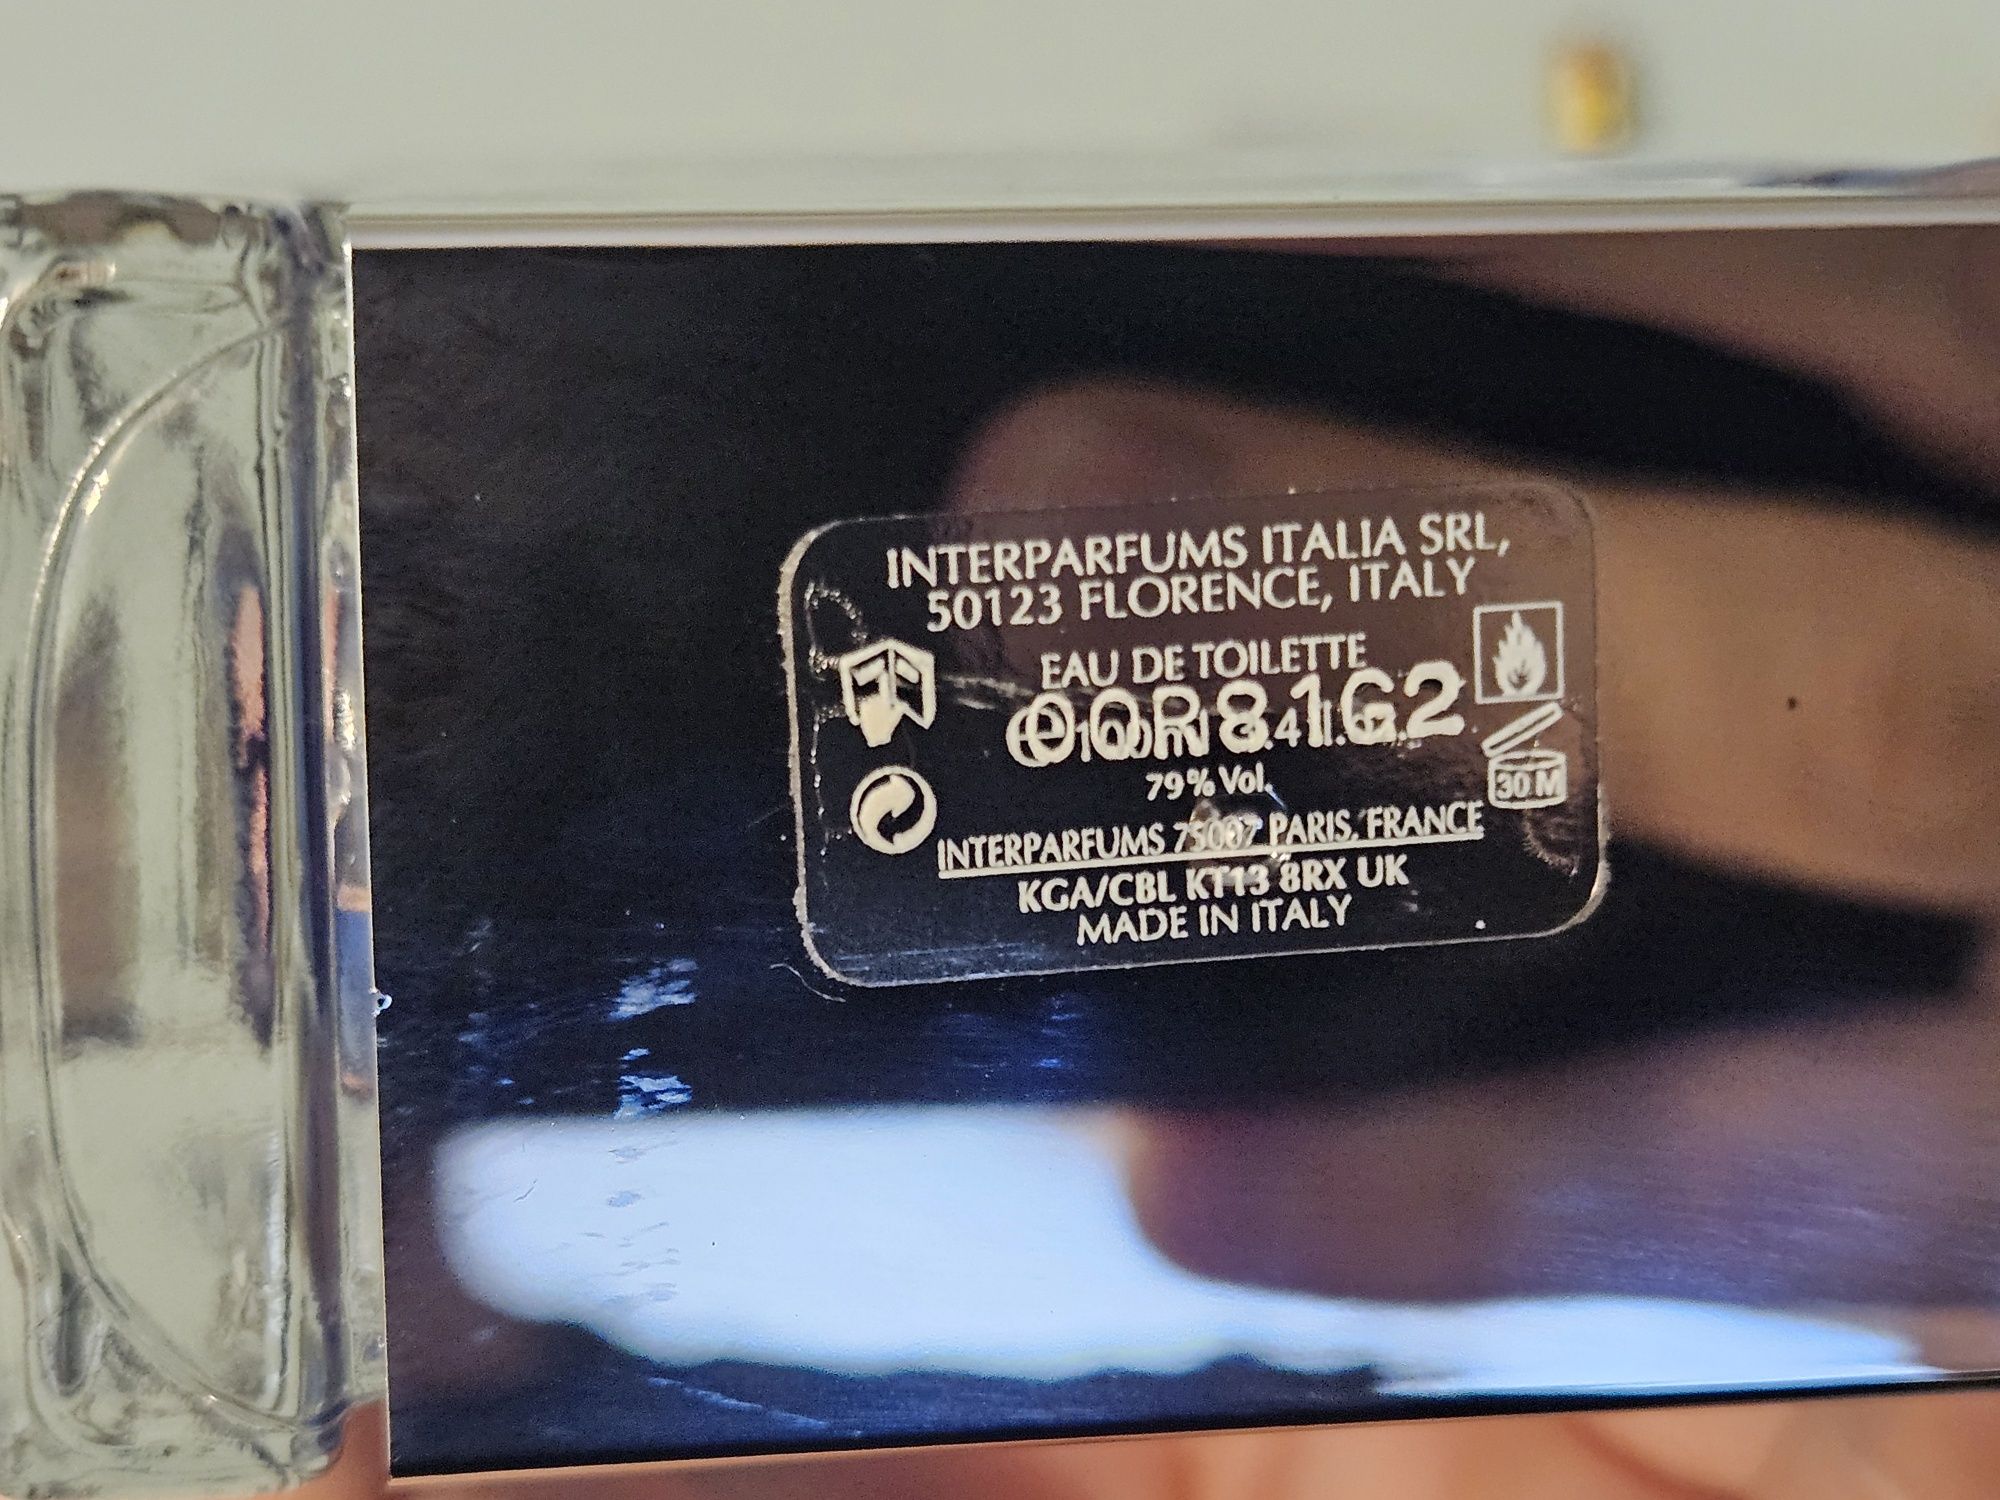 INTERPARFUMS ITALIA SRL,
50123 FLORENCE, ITALY
EAU DE TOILETTE
79% Vol.
INTERPARFUMS 75007 PARIS, FRANCE
KGA/CBL KT13 8RX UK
MADE IN ITALY
30 M